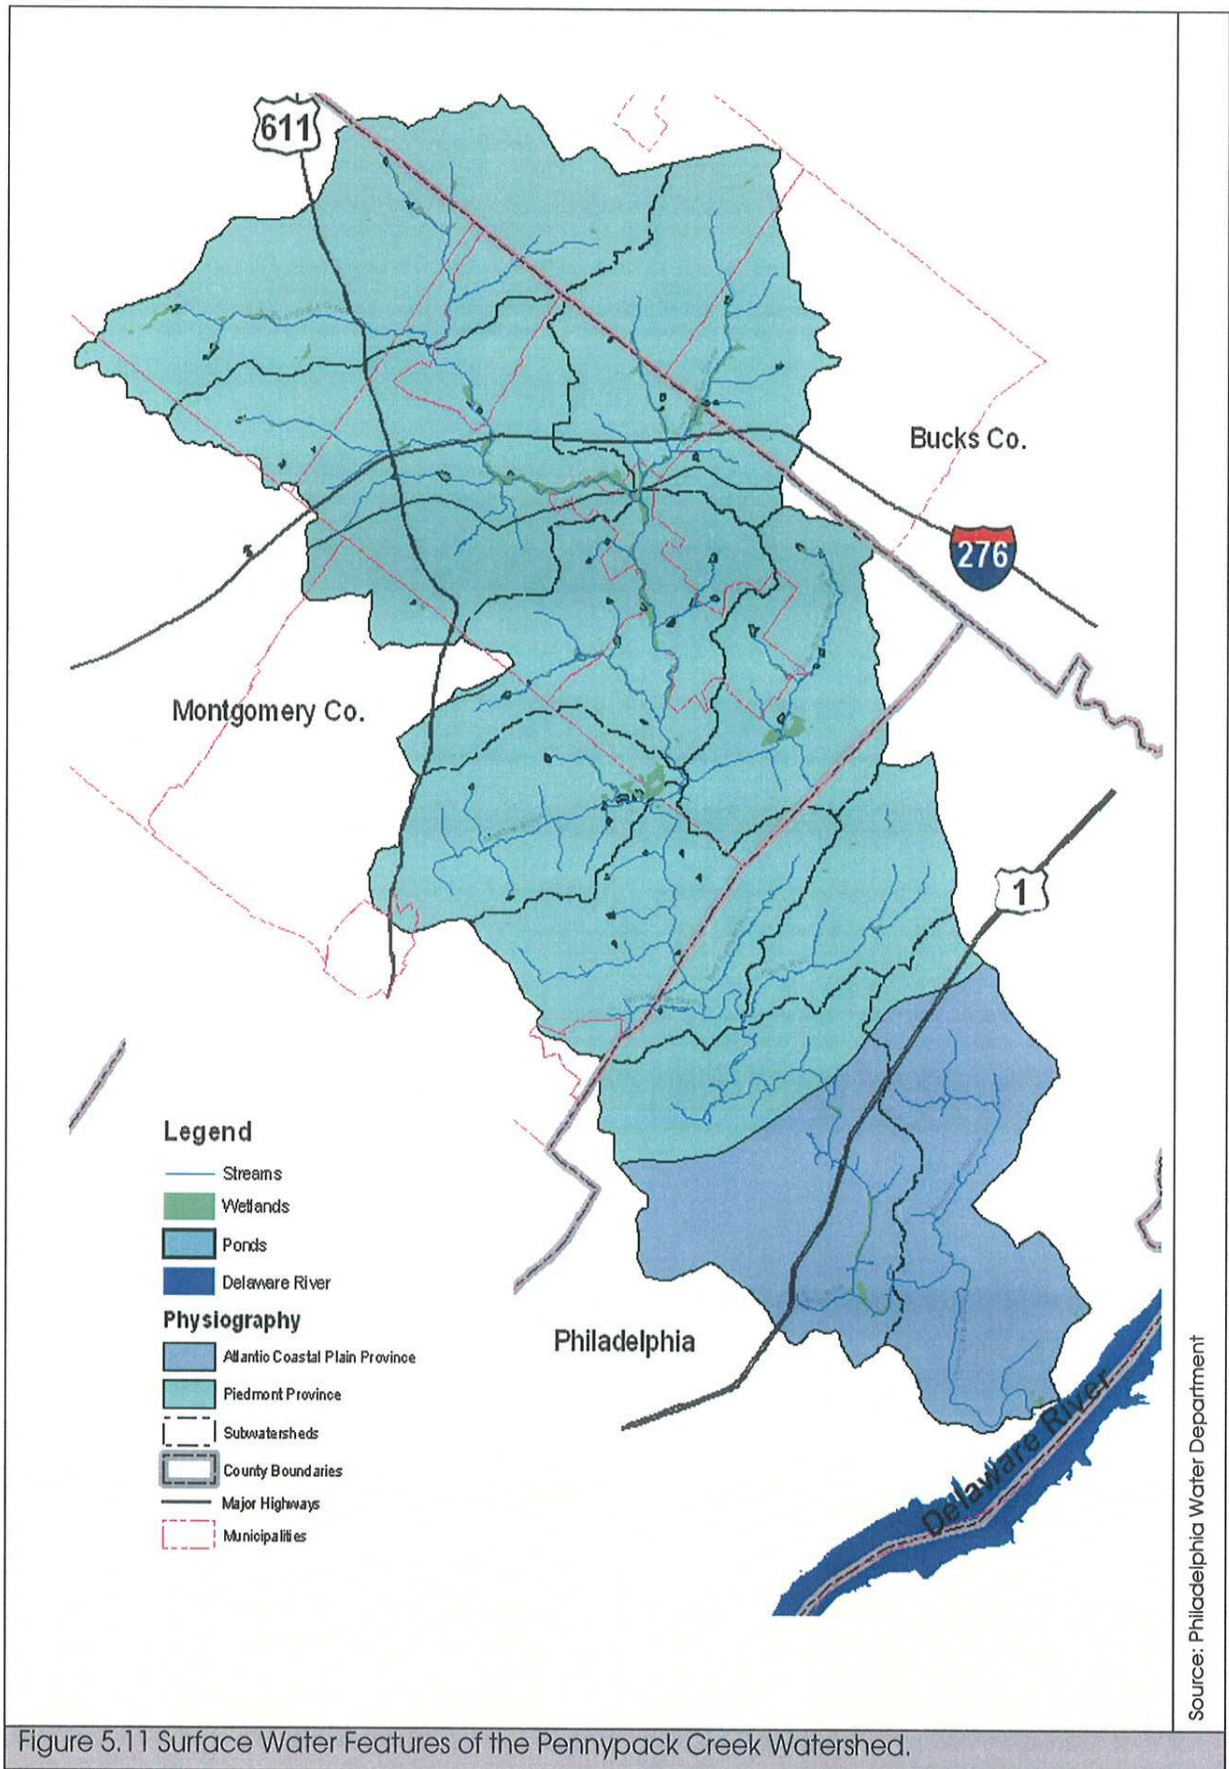 611
Bucks Co.
276
Montgomery Co.
1
Legend
Streams
Wetlands
Ponds
Delaware River
Physiography
Atlantic Coastal Plain Province
Piedmont Province
Subwatersheds
County Boundaries
Major Highways
Municipalities
Philadelphia
Delaware River
Source: Philadelphia Water Department
Figure 5.11 Surface Water Features of the Pennypack Creek Watershed.